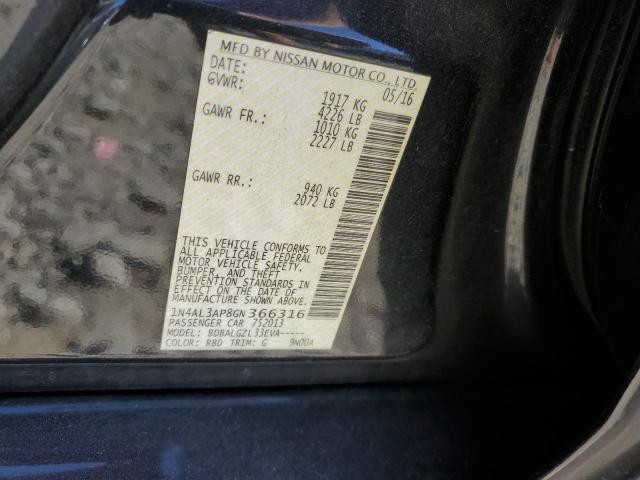 MFD BY NISSAN MOTOR CO., LTD.
DATE: 05/16
GVWR: 1917 KG
4226 LB
GAWR FR.: 1010 KG
2227 LB
GAWR RR.: 940 KG
2072 LB
THIS VEHICLE CONFORMS TO
ALL APPLICABLE FEDERAL
MOTOR VEHICLE SAFETY,
BUMPER, AND THEFT
PREVENTION STANDARDS IN
EFFECT ON THE DATE OF
MANUFACTURE SHOWN ABOVE.
1N4AL3AP8GN366316
PASSENGER CAR 752013
MODEL: BDBALGZL33EVA-----
COLOR: RBD TRIM: G 9N00A